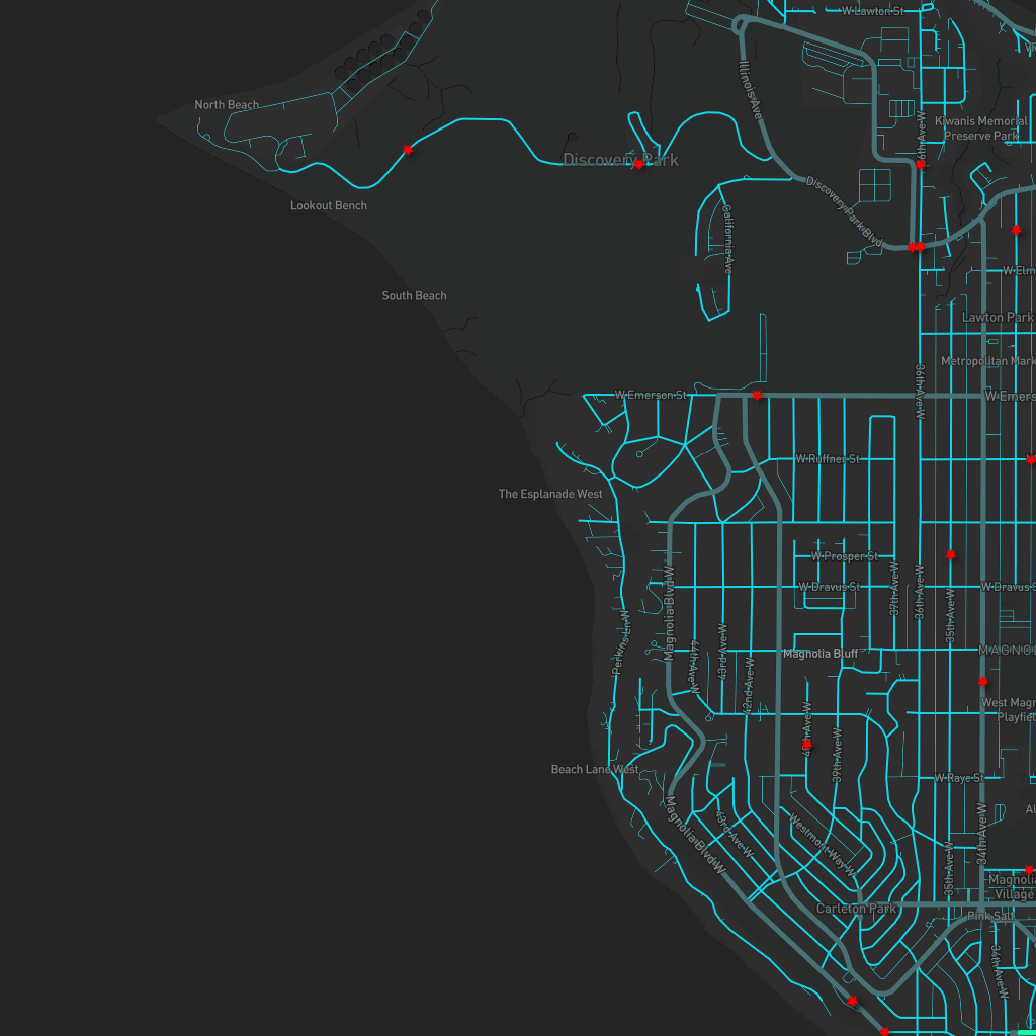 W Lawton St
Illinois Ave
North Beach
Kiwanis Memorial
Preserve Park
36th Ave W
Discovery Park
Discovery Park Blvd
Lookout Bench
California Ave
W Elm
South Beach
Lawton Park
Metropolitan Mark
W Emerson St
36th Ave W
W Emers
W Ruffner St
The Esplanade West
W Prosper St
W Dravus St
W Dravus S
37th Ave W
36th Ave W
35th Ave W
Magnolia Blvd W
Perkins Ln W
44th Ave W
43rd Ave W
42nd Ave W
Magnolia Bluff
MAGNO
West Magn
Playfie
40th Ave W
39th Ave W
Beach Lane West
W Raye St
Magnolia Blvd W
43rd Ave W
Westmont Way W
34th Ave W
35th Ave W
Al
Magnolia
Village
Carleton Park
Pink Salt
34th Ave W